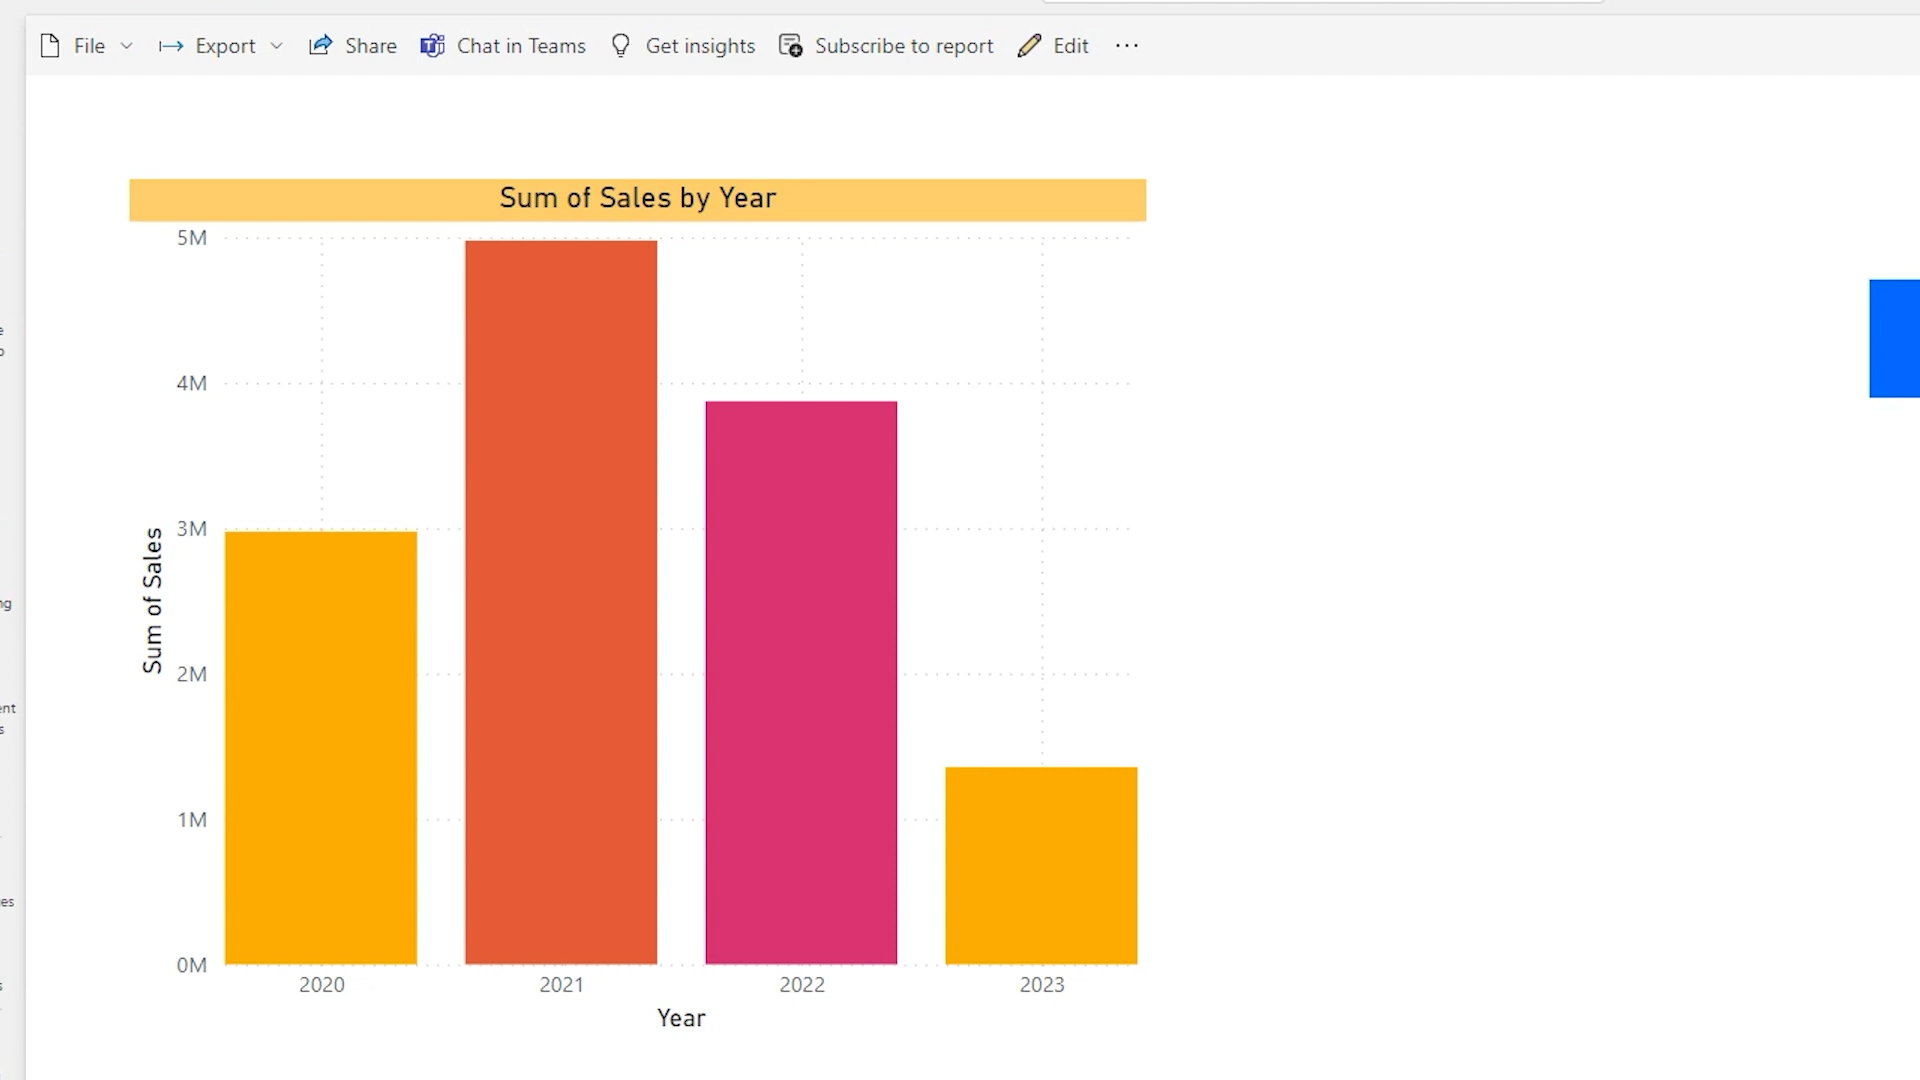 File Export Share Chat in Teams Get insights Subscribe to report Edit ...
Sum of Sales by Year
5M
4M
3M
2M
1M
0M
Sum of Sales
2020 2021 2022 2023
Year